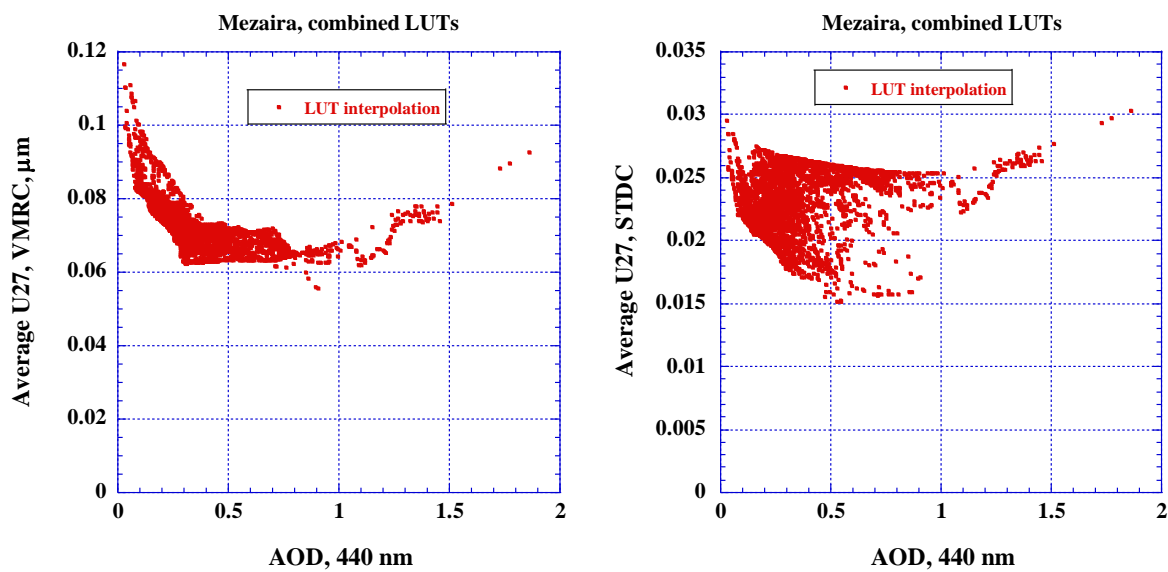 Mezaira, combined LUTs
Average U27, VMRC, μm
0.12
0.1
0.08
0.06
0.04
0.02
0
LUT interpolation
0 0.5 1 1.5 2
AOD, 440 nm
Mezaira, combined LUTs
Average U27, STDC
0.035
0.03
0.025
0.02
0.015
0.01
0.005
0
LUT interpolation
0 0.5 1 1.5 2
AOD, 440 nm